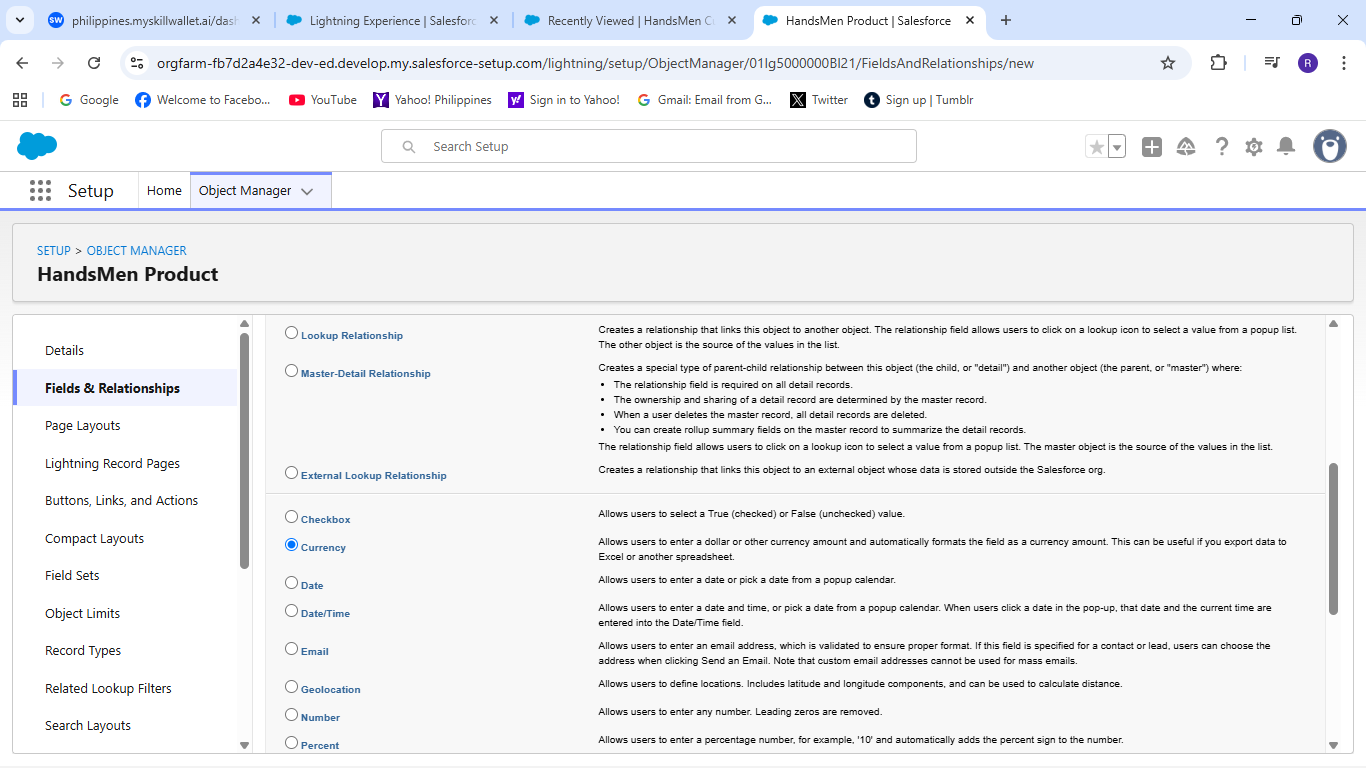 philippines.myskillwallet.ai/dash
Lightning Experience | Salesforc
Recently Viewed | HandsMen Cu
HandsMen Product | Salesforce
orgfarm-fb7d2a4e32-dev-ed.develop.my.salesforce-setup.com/lightning/setup/ObjectManager/01Ig5000000BI21/FieldsAndRelationships/new
R
Google
Welcome to Facebo...
YouTube
Yahoo! Philippines
Sign in to Yahoo!
Gmail: Email from G...
Twitter
Sign up | Tumblr
Search Setup
Setup
Home
Object Manager
SETUP > OBJECT MANAGER
HandsMen Product
Details
Fields & Relationships
Page Layouts
Lightning Record Pages
Buttons, Links, and Actions
Compact Layouts
Field Sets
Object Limits
Record Types
Related Lookup Filters
Search Layouts
Lookup Relationship
Creates a relationship that links this object to another object. The relationship field allows users to click on a lookup icon to select a value from a popup list.
The other object is the source of the values in the list.
Master-Detail Relationship
Creates a special type of parent-child relationship between this object (the child, or "detail") and another object (the parent, or "master") where:
• The relationship field is required on all detail records.
• The ownership and sharing of a detail record are determined by the master record.
• When a user deletes the master record, all detail records are deleted.
• You can create rollup summary fields on the master record to summarize the detail records.
The relationship field allows users to click on a lookup icon to select a value from a popup list. The master object is the source of the values in the list.
External Lookup Relationship
Creates a relationship that links this object to an external object whose data is stored outside the Salesforce org.
Checkbox
Allows users to select a True (checked) or False (unchecked) value.
Currency
Allows users to enter a dollar or other currency amount and automatically formats the field as a currency amount. This can be useful if you export data to
Excel or another spreadsheet.
Date
Allows users to enter a date or pick a date from a popup calendar.
Date/Time
Allows users to enter a date and time, or pick a date from a popup calendar. When users click a date in the pop-up, that date and the current time are
entered into the Date/Time field.
Email
Allows users to enter an email address, which is validated to ensure proper format. If this field is specified for a contact or lead, users can choose the
address when clicking Send an Email. Note that custom email addresses cannot be used for mass emails.
Geolocation
Allows users to define locations. Includes latitude and longitude components, and can be used to calculate distance.
Number
Allows users to enter any number. Leading zeros are removed.
Percent
Allows users to enter a percentage number, for example, '10' and automatically adds the percent sign to the number.